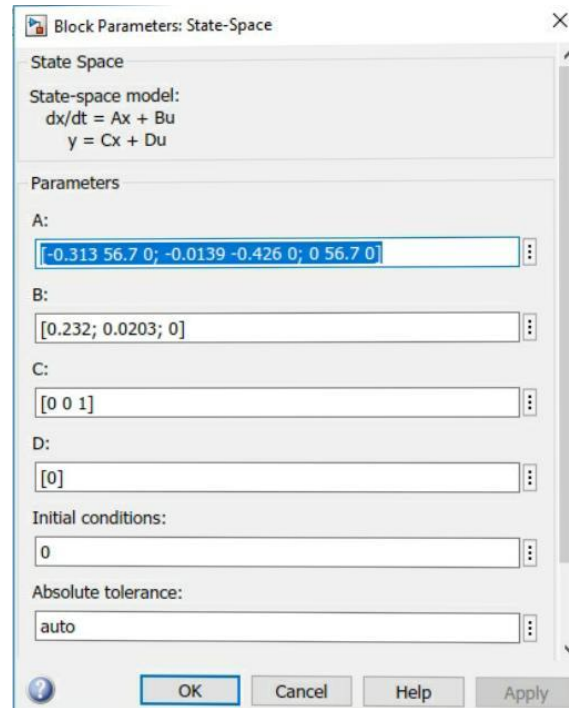 Block Parameters: State-Space
State Space
State-space model:
dx/dt = Ax + Bu
y = Cx + Du
Parameters
A:
[-0.313 56.7 0; -0.0139 -0.426 0; 0 56.7 0]
B:
[0.232; 0.0203; 0]
C:
[0 0 1]
D:
[0]
Initial conditions:
0
Absolute tolerance:
auto
OK Cancel Help Apply